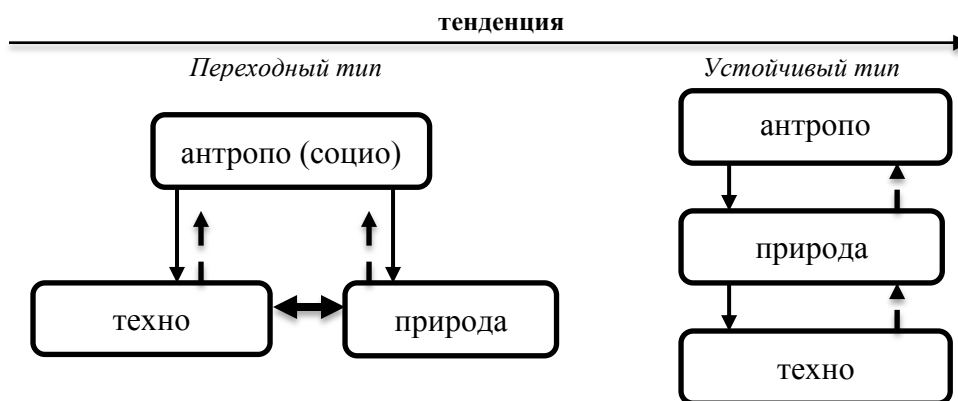 тенденция
Переходный тип
Устойчивый тип
антропо (социо)
техно
природа
антропо
природа
техно